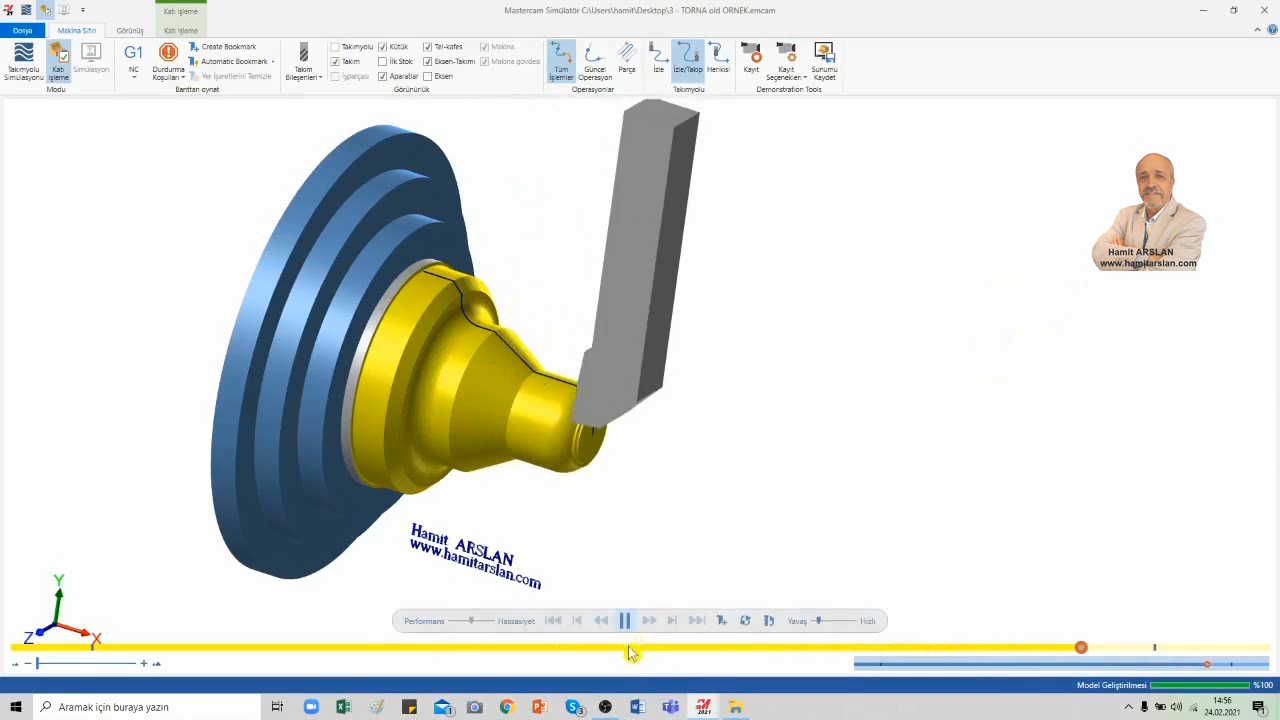 Katı işleme
Mastercam Simülatör C:\Users\hamit\Desktop\3 - TORNA old ORNEK.emcam
Dosya
Makina Sıfırı
Görünüş
Katı İşleme
Takımyolu Simülasyonu
Katı işleme
Simülasyon
Modu
G1
NC
Durdurma Koşulları
Create Bookmark
Automatic Bookmark
Yer İşaretlerini Temizle
Banttan oynat
Takım Bileşenleri
Takımyolu
Takım
İşparçası
Kütük
İlk Stok
Aparatlar
Tel-kafes
Eksen-Takımı
Eksen
Makina
Makina gövdesi
Görünürlük
Tüm İşlemler
Güncel Operasyon
Parça
Operasyonlar
İzle
İzle/Takip
Herikisi
Takımyolu
Kayıt
Kayıt Seçenekleri
Sunumu Kaydet
Demonstration Tools
Hamit ARSLAN
www.hamitarslan.com
Hamit ARSLAN
www.hamitarslan.com
Y
Z
X
Performans
Hassasiyet
Yavaş
Hızlı
Model Geliştirilmesi
%100
Aramak için buraya yazın
14:56
24.02.2021